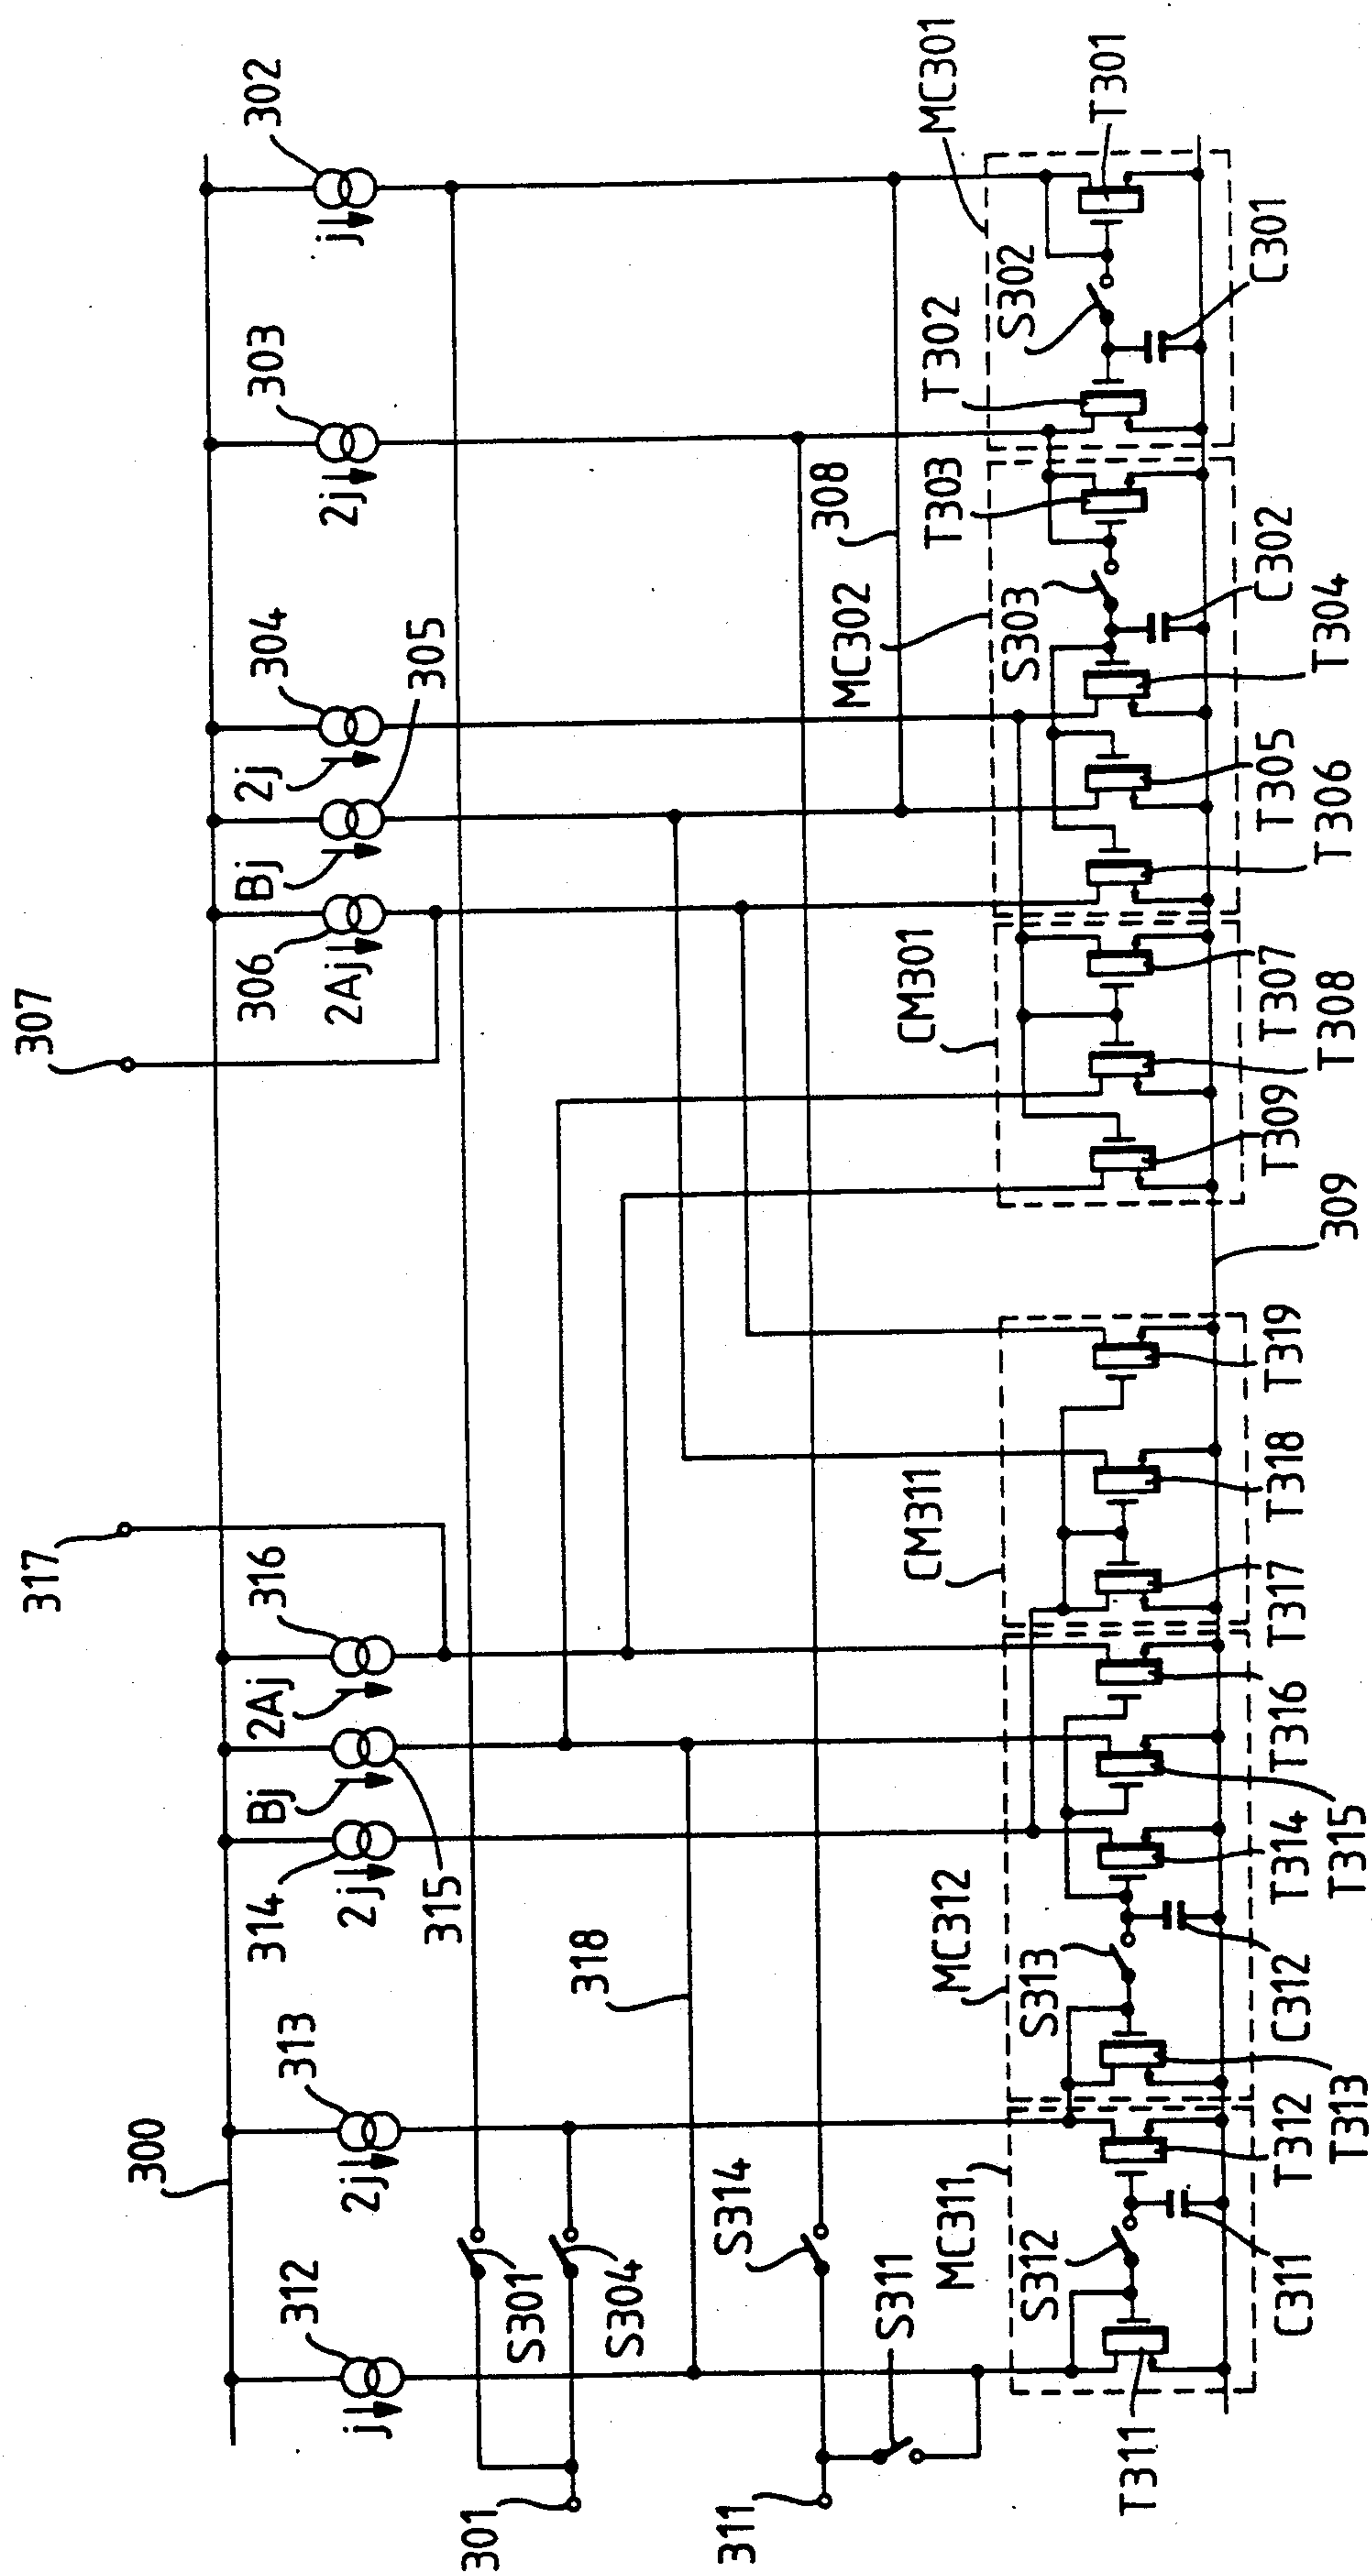 300
312
j
313
2j
314
2j
315
Bj
316
2Aj
317
307
306
2Aj
305
Bj
304
2j
303
2j
302
j
301
S301
S304
311
S314
S311
318
308
MC311
S312
MC312
S313
CM311
CM301
MC302
S303
T303
T302
S302
MC301
T311
C311
T312
T313
C312
T314
T315
T316
T317
T318
T319
309
T309
T308
T307
T306
T305
T304
C302
C301
T301